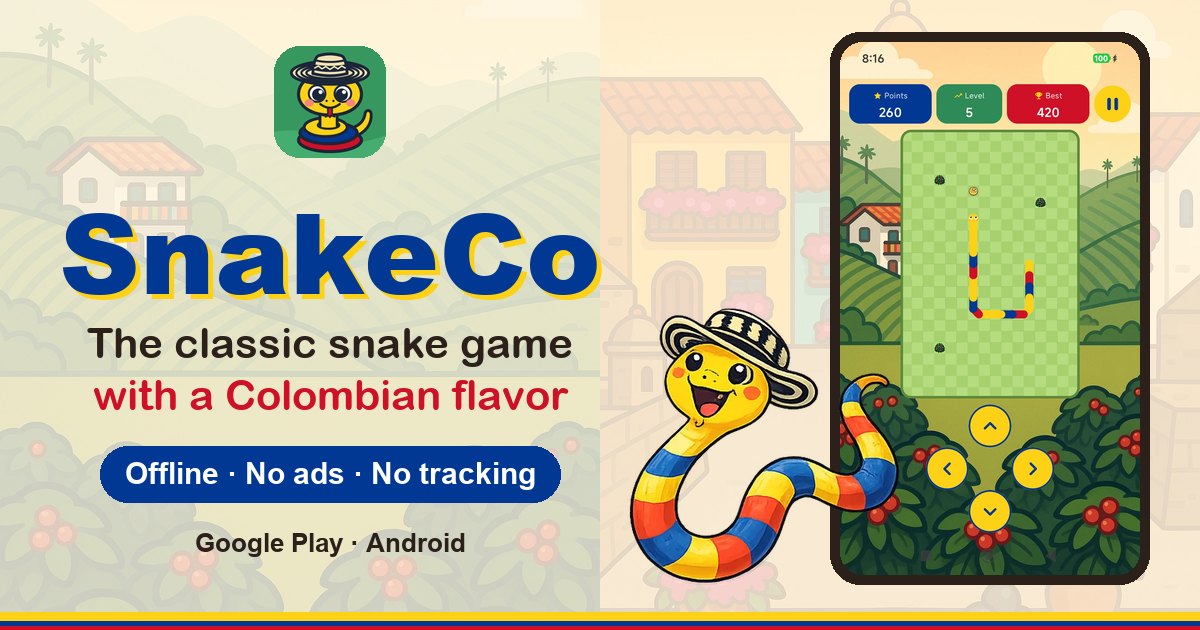 SnakeCo
The classic snake game
with a Colombian flavor
Offline · No ads · No tracking
Google Play · Android
8:16
100
Points
260
Level
5
Best
420